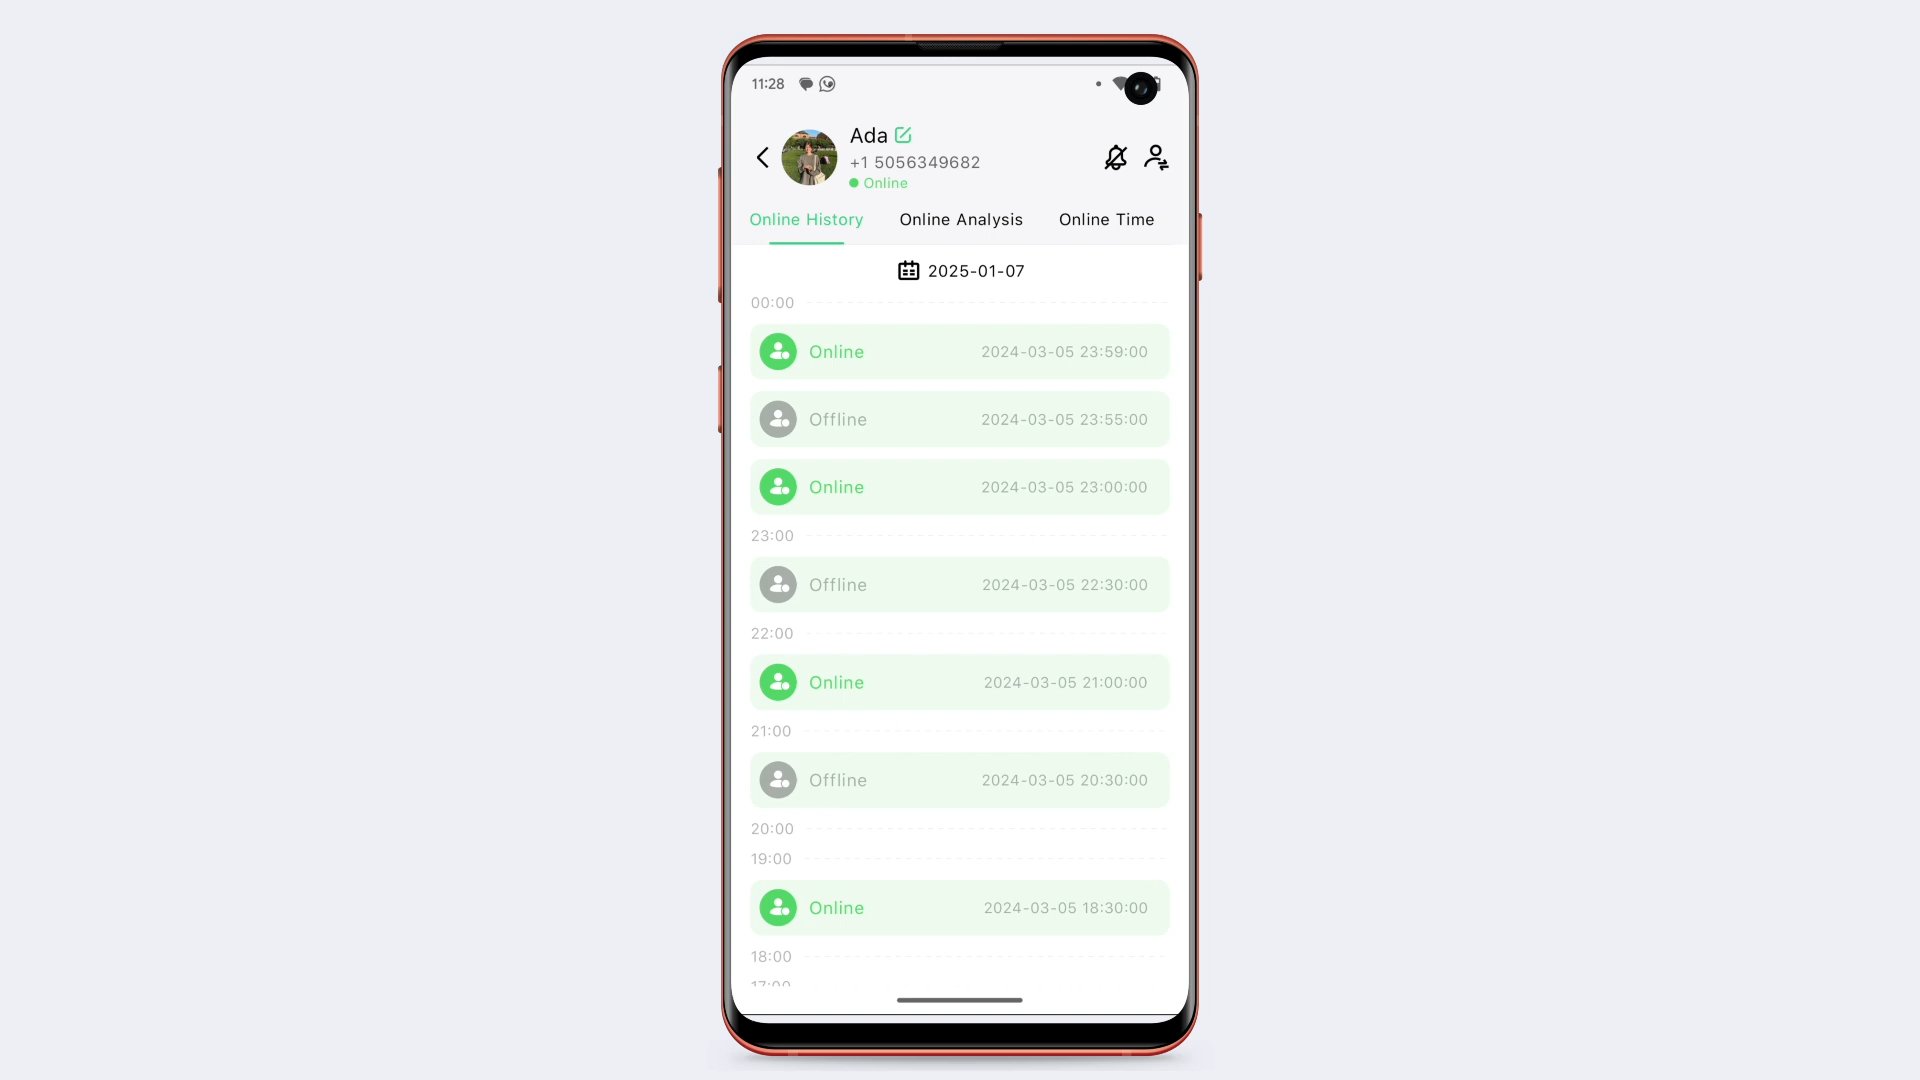 11:28
Ada
+1 5056349682
Online
Online History Online Analysis Online Time
2025-01-07
00:00
Online 2024-03-05 23:59:00
Offline 2024-03-05 23:55:00
Online 2024-03-05 23:00:00
23:00
Offline 2024-03-05 22:30:00
22:00
Online 2024-03-05 21:00:00
21:00
Offline 2024-03-05 20:30:00
20:00
19:00
Online 2024-03-05 18:30:00
18:00
17:00